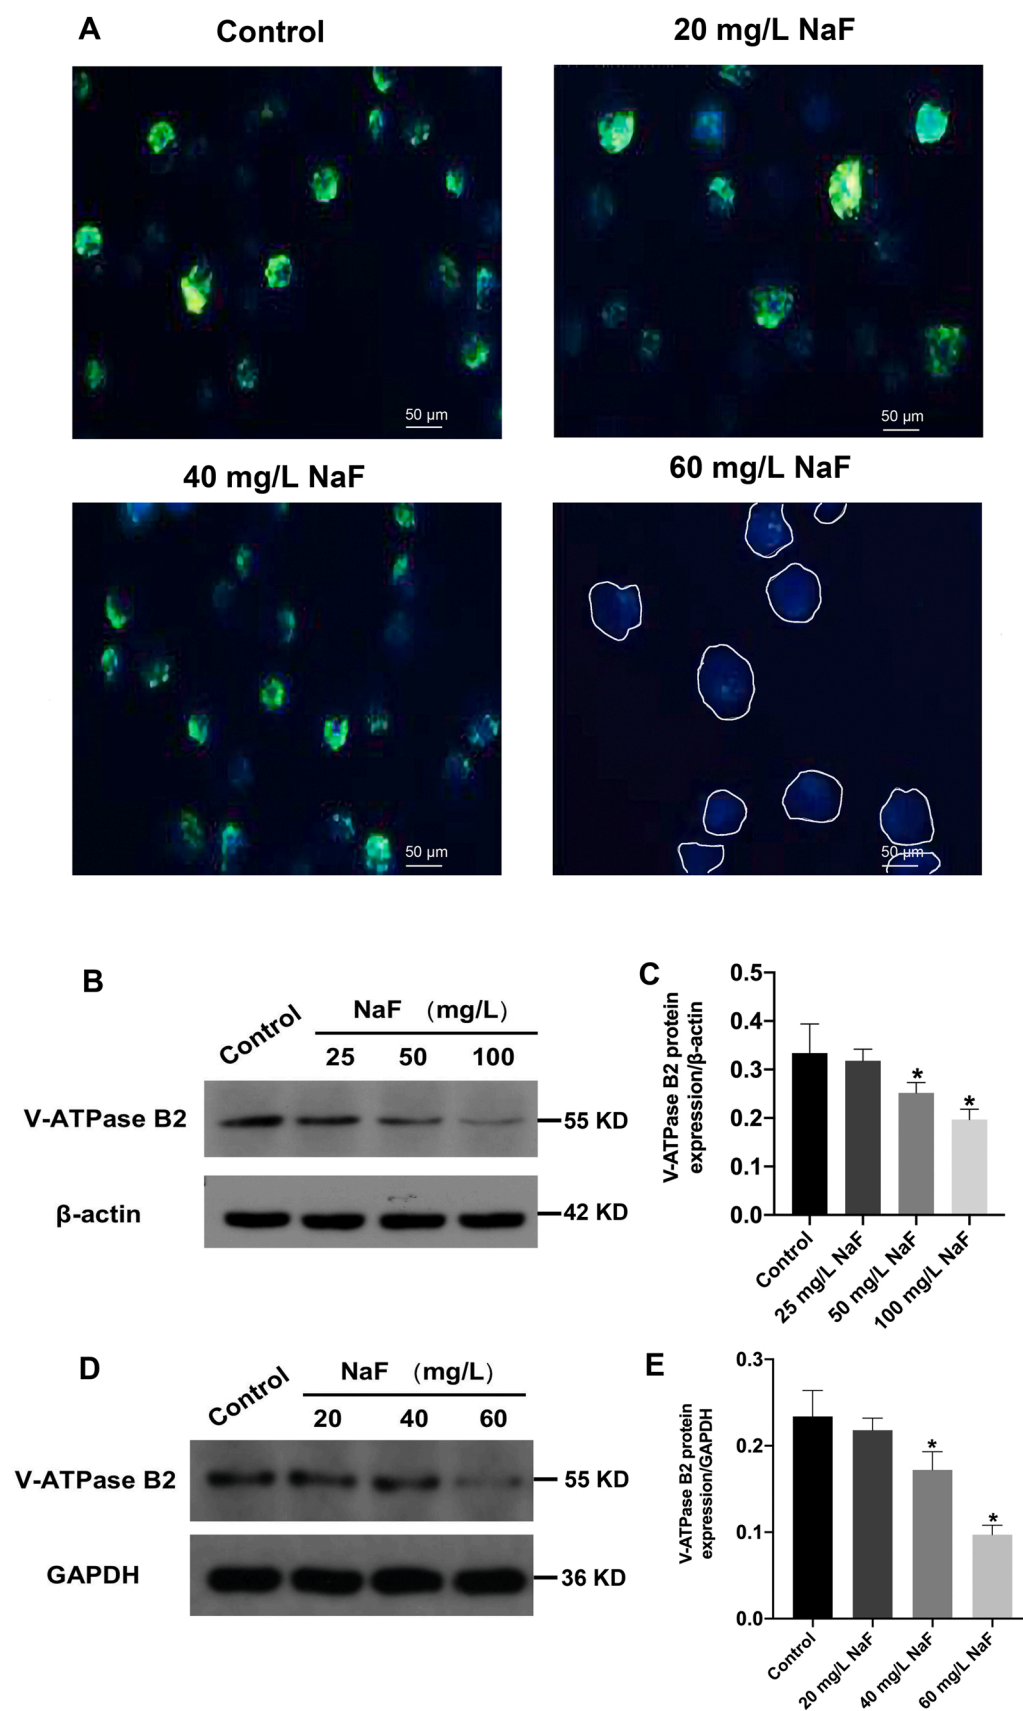 A
Control
20 mg/L NaF
50 µm
50 µm
40 mg/L NaF
60 mg/L NaF
50 µm
50 µm
B
Control
NaF （mg/L）
25 50 100
V-ATPase B2
55 KD
β-actin
42 KD
C
V-ATPase B2 protein
expression/β-actin
0.5
0.4
0.3
0.2
0.1
0.0
*
*
Control
25 mg/L NaF
50 mg/L NaF
100 mg/L NaF
D
Control
NaF （mg/L）
20 40 60
V-ATPase B2
55 KD
GAPDH
36 KD
E
V-ATPase B2 protein
expression/GAPDH
0.3
0.2
0.1
0.0
*
*
Control
20 mg/L NaF
40 mg/L NaF
60 mg/L NaF